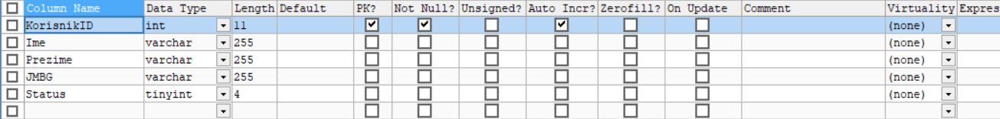 Column Name Data Type Length Default PK? Not Null? Unsigned? Auto Incr? Zerofill? On Update Comment Virtuality Expres
KorisnikID int 11 (none)
Ime varchar 255 (none)
Prezime varchar 255 (none)
JMBG varchar 255 (none)
Status tinyint 4 (none)